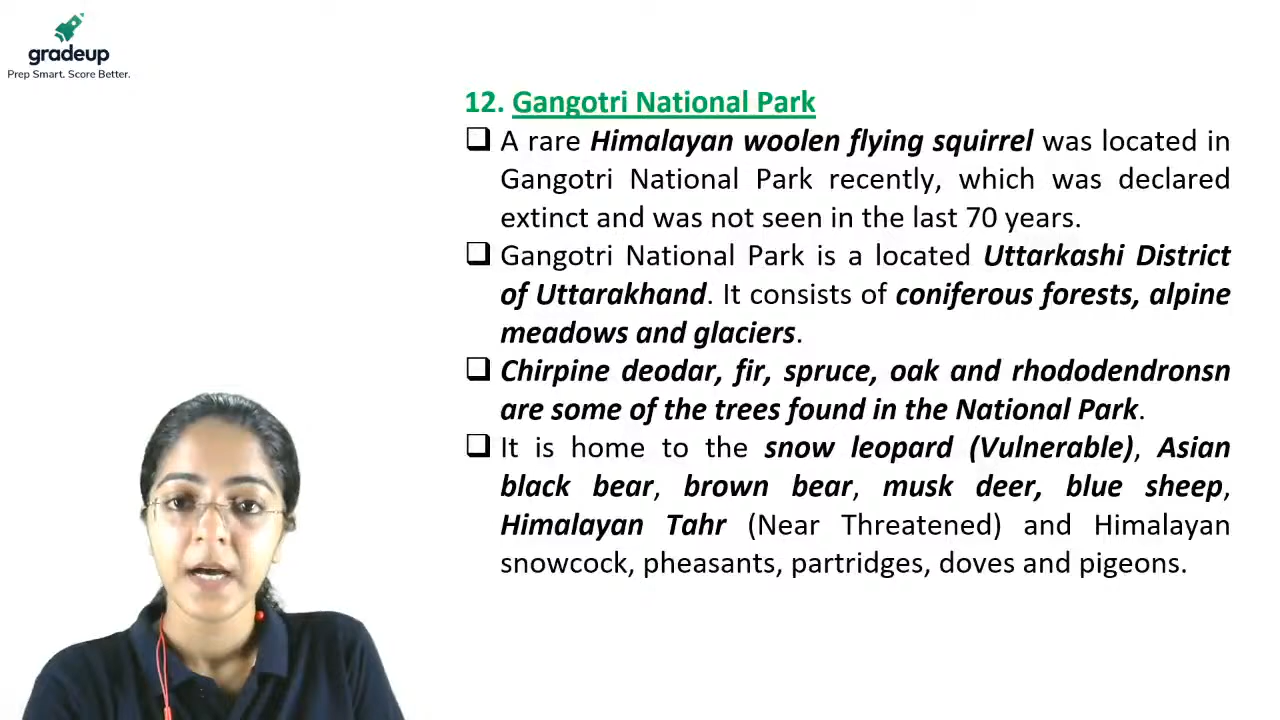 gradeup
Prep Smart. Score Better.
12. Gangotri National Park
A rare Himalayan woolen flying squirrel was located in
Gangotri National Park recently, which was declared
extinct and was not seen in the last 70 years.
Gangotri National Park is a located Uttarkashi District
of Uttarakhand. It consists of coniferous forests, alpine
meadows and glaciers.
Chirpine deodar, fir, spruce, oak and rhododendronsn
are some of the trees found in the National Park.
It is home to the snow leopard (Vulnerable), Asian
black bear, brown bear, musk deer, blue sheep,
Himalayan Tahr (Near Threatened) and Himalayan
snowcock, pheasants, partridges, doves and pigeons.